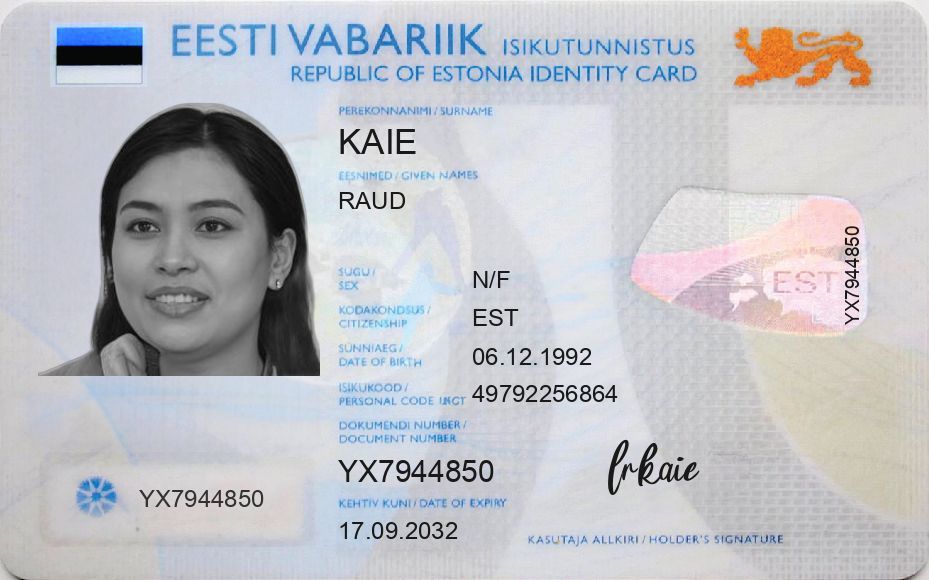 EESTI VABARIIK ISIKUTUNNISTUS
REPUBLIC OF ESTONIA IDENTITY CARD
PEREKONNANIMI / SURNAME
KAIE
EESNIMED / GIVEN NAMES
RAUD
SUGU /
SEX
N/F
KODAKONDSUS /
CITIZENSHIP
EST
SÜNNIAEG /
DATE OF BIRTH
06.12.1992
ISIKUKOOD /
PERSONAL CODE
49792256864
DOKUMENDI NUMBER /
DOCUMENT NUMBER
YX7944850
KEHTIV KUNI / DATE OF EXPIRY
17.09.2032
YX7944850
EST
YX7944850
KASUTAJA ALLKIRI / HOLDER'S SIGNATURE